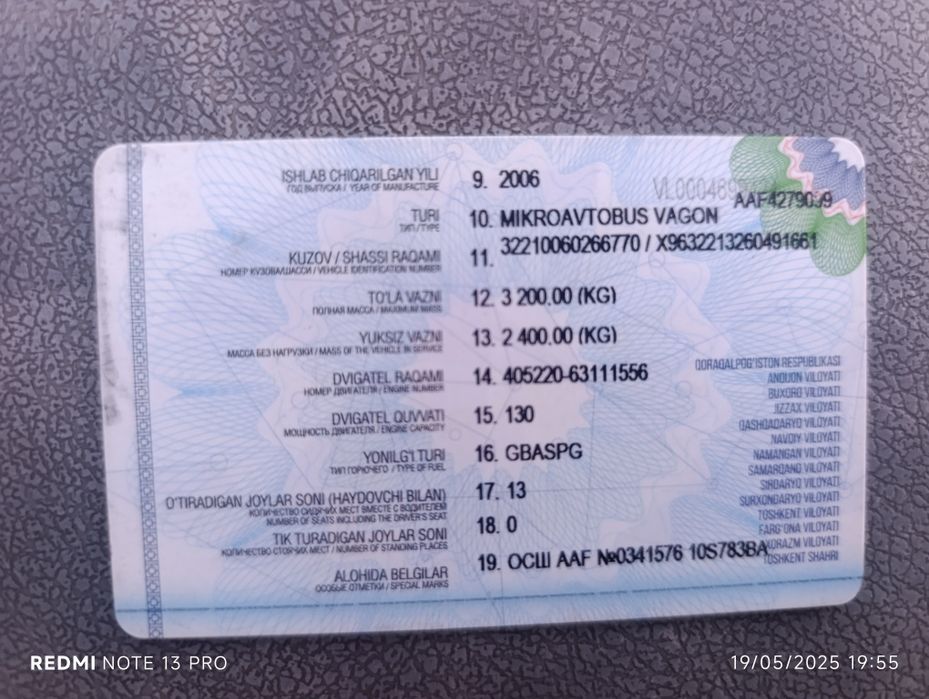 ISHLAB CHIQARILGAN YILI 9. 2006
ГОД ВЫПУСКА / YEAR OF MANUFACTURE
AAF4279099
TURI 10. MIKROAVTOBUS VAGON
ТИП/TYPE
KUZOV / SHASSI RAQAMI 11. 32210060266770 / X9632213260491661
НОМЕР КУЗОВА/ШАССИ / VEHICLE IDENTIFICATION NUMBER
TO'LA VAZNI 12. 3 200.00 (KG)
ПОЛНАЯ МАССА / MAXIMUM MASS
YUKSIZ VAZNI 13. 2 400.00 (KG)
МАССА БЕЗ НАГРУЗКИ / MASS OF THE VEHICLE IN SERVICE
DVIGATEL RAQAMI 14. 405220-63111556
НОМЕР ДВИГАТЕЛЯ / ENGINE NUMBER
DVIGATEL QUVVATI 15. 130
МОЩНОСТЬ ДВИГАТЕЛЯ / ENGINE CAPACITY
YONILG'I TURI 16. GBASPG
ТИП ГОРЮЧЕГО / TYPE OF FUEL
O'TIRADIGAN JOYLAR SONI (HAYDOVCHI BILAN) 17. 13
КОЛИЧЕСТВО СИДЯЧИХ МЕСТ ВМЕСТЕ С ВОДИТЕЛЕМ
NUMBER OF SEATS INCLUDING THE DRIVER'S SEAT
TIK TURADIGAN JOYLAR SONI 18. 0
КОЛИЧЕСТВО СТОЯЧИХ МЕСТ / NUMBER OF STANDING PLACES
ALOHIDA BELGILAR 19. ОСШ AAF №0341576 10S783BA
ОСОБЫЕ ОТМЕТКИ / SPECIAL MARKS
QORAQALPOG'ISTON RESPUBLIKASI
ANDIJON VILOYATI
BUXORO VILOYATI
JIZZAX VILOYATI
QASHQADARYO VILOYATI
NAVOIY VILOYATI
NAMANGAN VILOYATI
SAMARQAND VILOYATI
SIRDARYO VILOYATI
SURXONDARYO VILOYATI
TOSHKENT VILOYATI
FARG'ONA VILOYATI
XORAZM VILOYATI
TOSHKENT SHAHRI
REDMI NOTE 13 PRO
19/05/2025 19:55